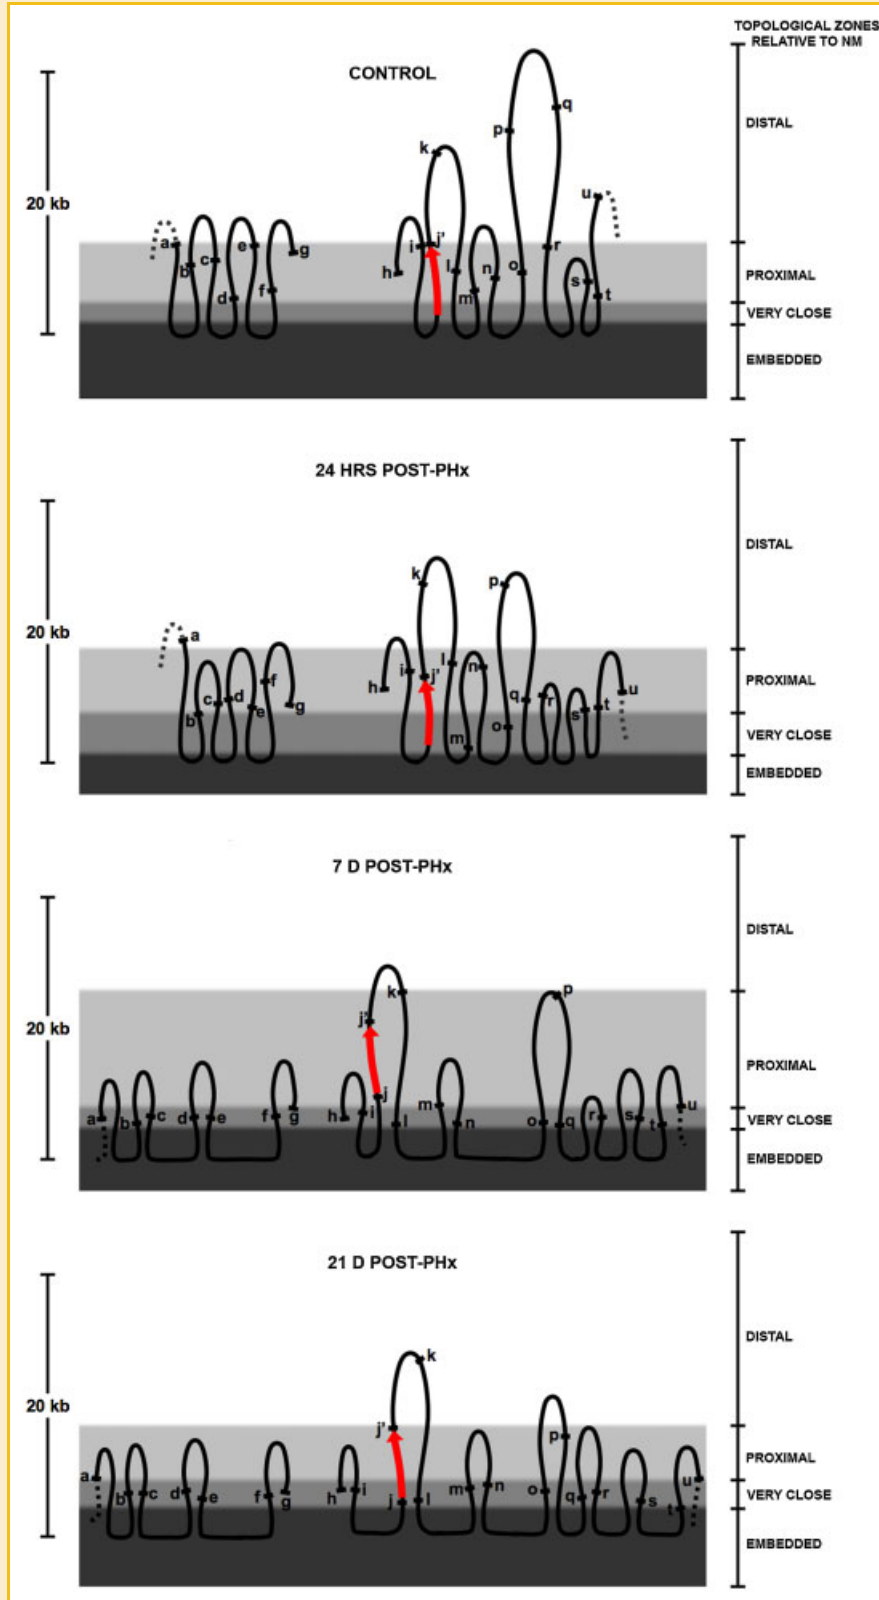 TOPOLOGICAL ZONES
RELATIVE TO NM
CONTROL
DISTAL
20 kb
PROXIMAL
VERY CLOSE
EMBEDDED
a b c d e f g h i j' k l m n o p q r s t u
24 HRS POST-PHx
DISTAL
20 kb
PROXIMAL
VERY CLOSE
EMBEDDED
a b c d e f g h i j' k l m n o p q r s t u
7 D POST-PHx
DISTAL
20 kb
PROXIMAL
VERY CLOSE
EMBEDDED
a b c d e f g h i j j' k l m n o p q r s t u
21 D POST-PHx
DISTAL
20 kb
PROXIMAL
VERY CLOSE
EMBEDDED
a b c d e f g h i j j' k l m n o p q r s t u